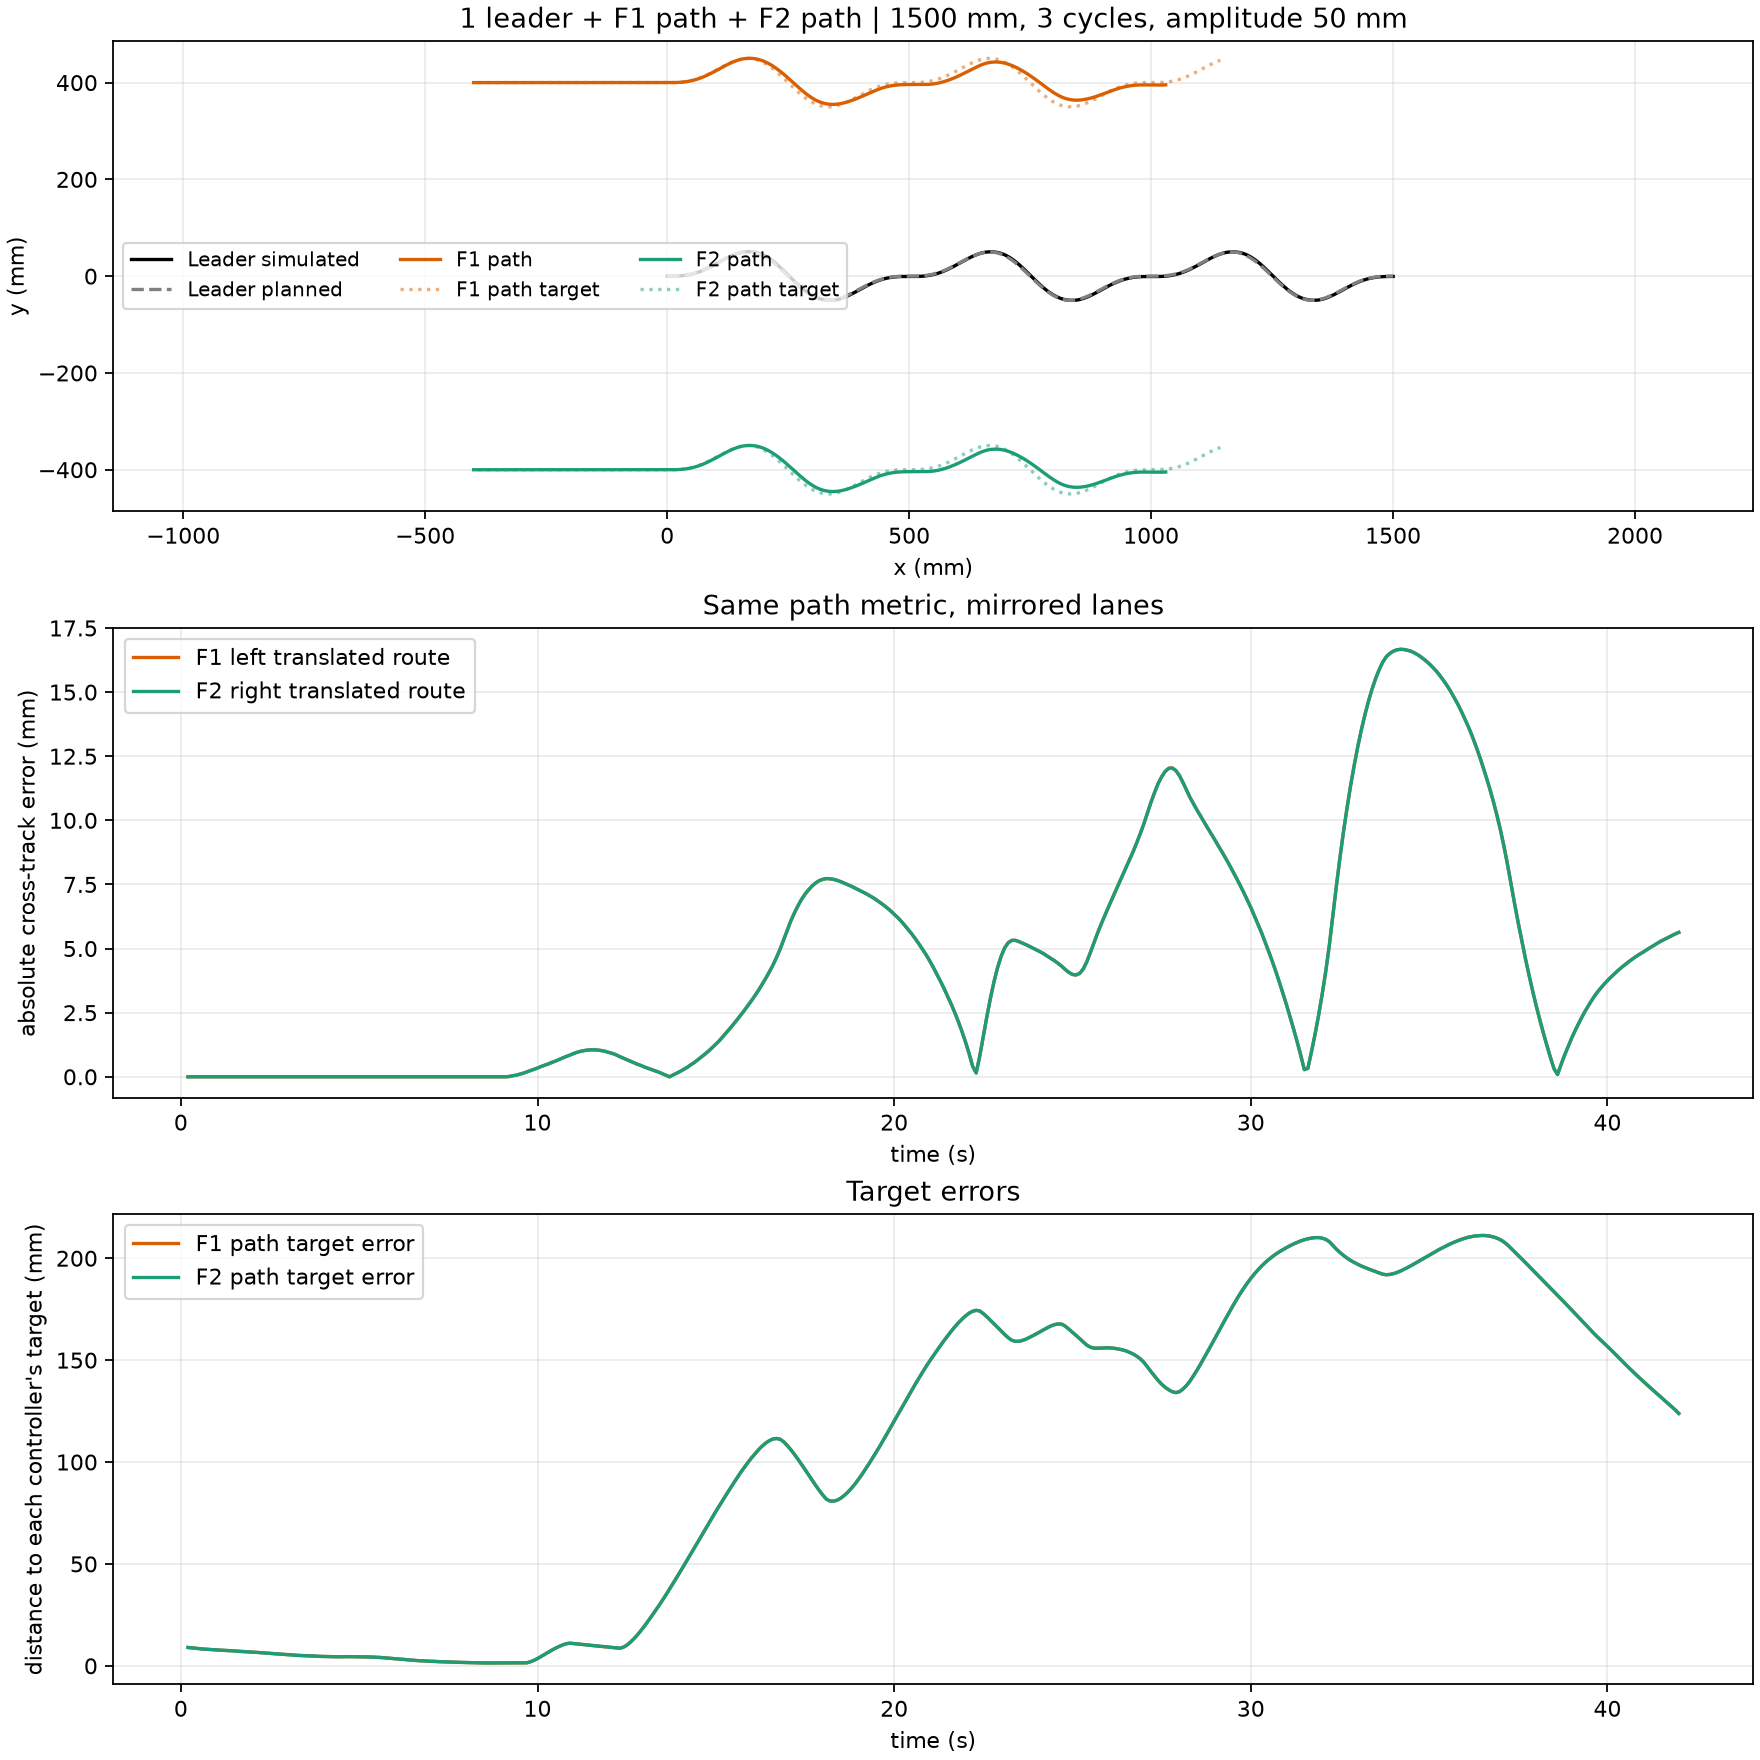 1 leader + F1 path + F2 path | 1500 mm, 3 cycles, amplitude 50 mm
400
200
0
−200
−400
y (mm)
Leader simulated
Leader planned
F1 path
F1 path target
F2 path
F2 path target
−1000
−500
0
500
1000
1500
2000
x (mm)
Same path metric, mirrored lanes
17.5
15.0
12.5
10.0
7.5
5.0
2.5
0.0
absolute cross-track error (mm)
F1 left translated route
F2 right translated route
0
10
20
30
40
time (s)
Target errors
200
150
100
50
0
distance to each controller's target (mm)
F1 path target error
F2 path target error
0
10
20
30
40
time (s)